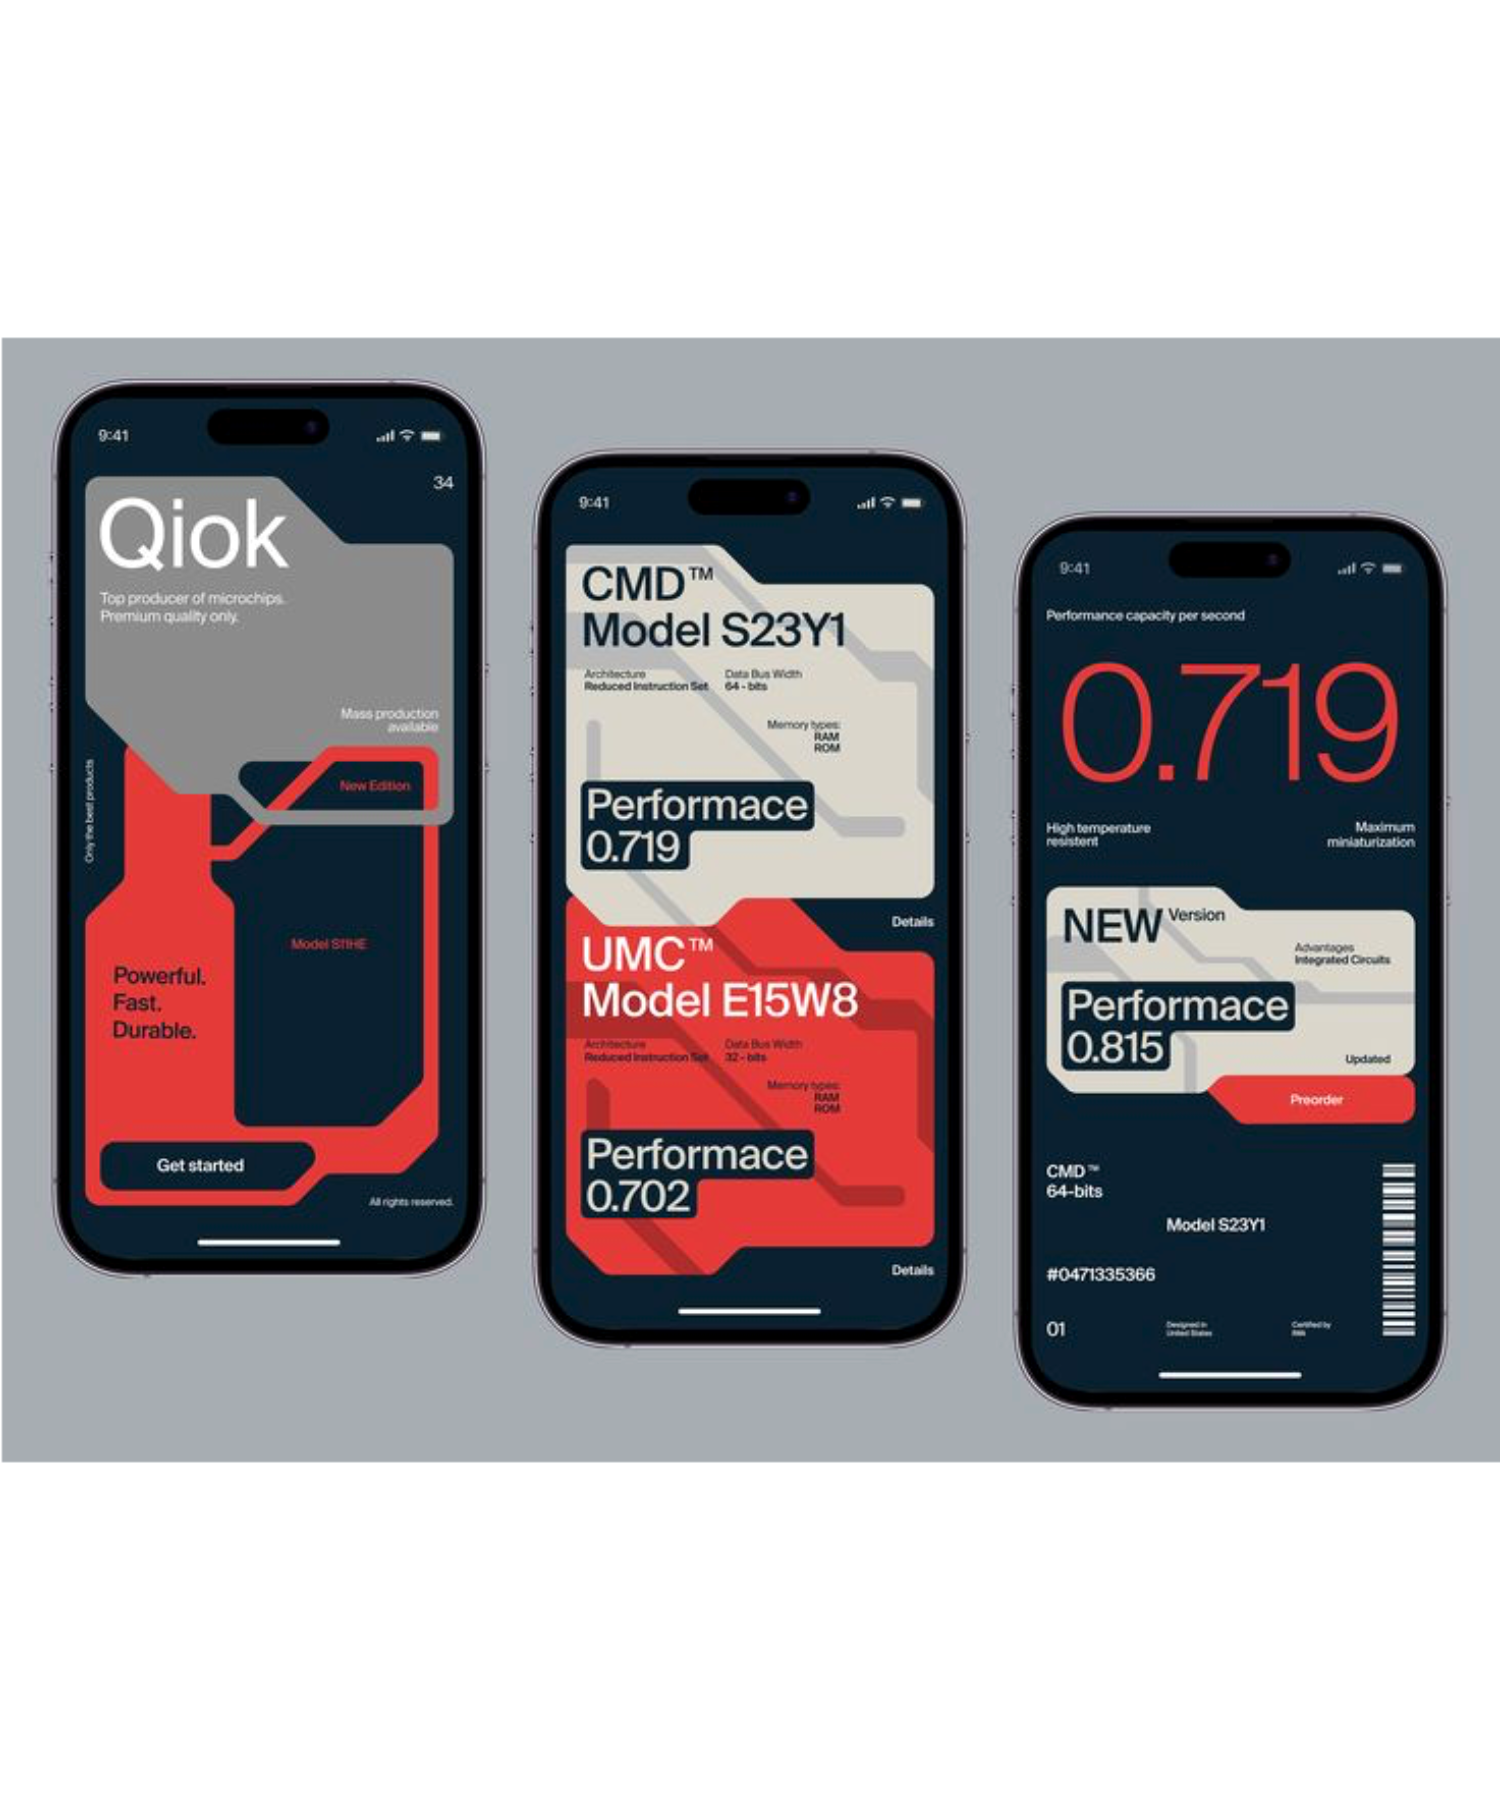 9:41
34
Qiok
Top producer of microchips.
Premium quality only.
Mass production
available
New Edition
Only the best products
Model S11HE
Powerful.
Fast.
Durable.
Get started
All rights reserved.
9:41
CMD™
Model S23Y1
Architecture
Reduced Instruction Set
Data Bus Width
64 - bits
Memory types:
RAM
ROM
Performace
0.719
Details
UMC™
Model E15W8
Architecture
Reduced Instruction Set
Data Bus Width
32 - bits
Memory types:
RAM
ROM
Performace
0.702
Details
9:41
Performance capacity per second
0.719
High temperature
resistent
Maximum
miniaturization
NEW Version
Advantages
Integrated Circuits
Performace
0.815
Updated
Preorder
CMD™
64-bits
Model S23Y1
#0471335366
01
Designed in
United States
Certified by